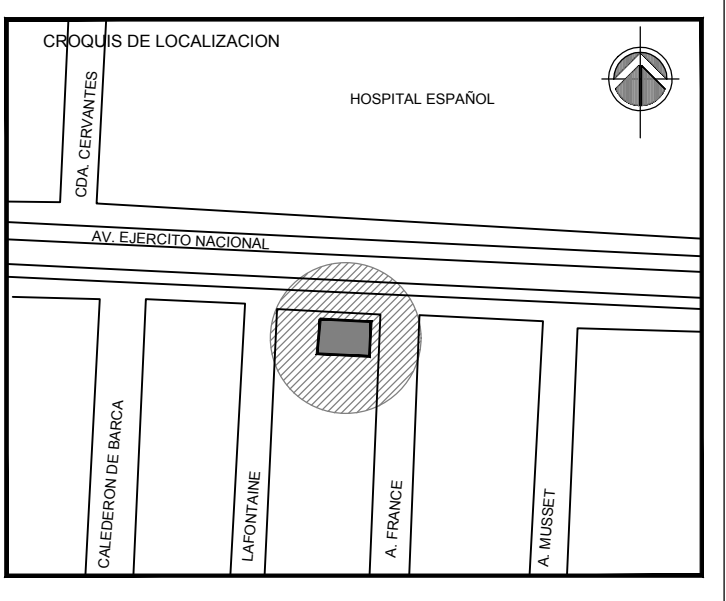 CROQUIS DE LOCALIZACION
CDA. CERVANTES
HOSPITAL ESPAÑOL
AV. EJERCITO NACIONAL
CALEDERON DE BARCA
LAFONTAINE
A. FRANCE
A. MUSSET